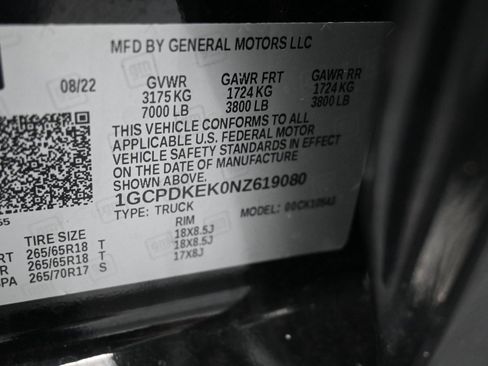 MFD BY GENERAL MOTORS LLC
08/22 GVWR GAWR FRT GAWR RR
3175 KG 1724 KG 1724 KG
7000 LB 3800 LB 3800 LB
THIS VEHICLE CONFORMS TO ALL
APPLICABLE U.S. FEDERAL MOTOR
VEHICLE SAFETY STANDARDS IN EFFECT
ON THE DATE OF MANUFACTURE
SHOWN ABOVE.
1GCPDKEK0NZ619080
TYPE: TRUCK MODEL:
TIRE SIZE RIM
RT 265/65R18 T 18X8.5J
R 265/65R18 T 18X8.5J
PA 265/70R17 S 17X8J